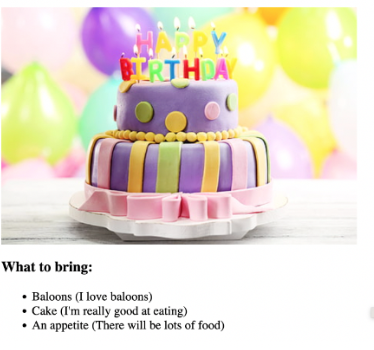 HAPPY
BIRTHDAY
What to bring:
Baloons (I love baloons)
Cake (I'm really good at eating)
An appetite (There will be lots of food)